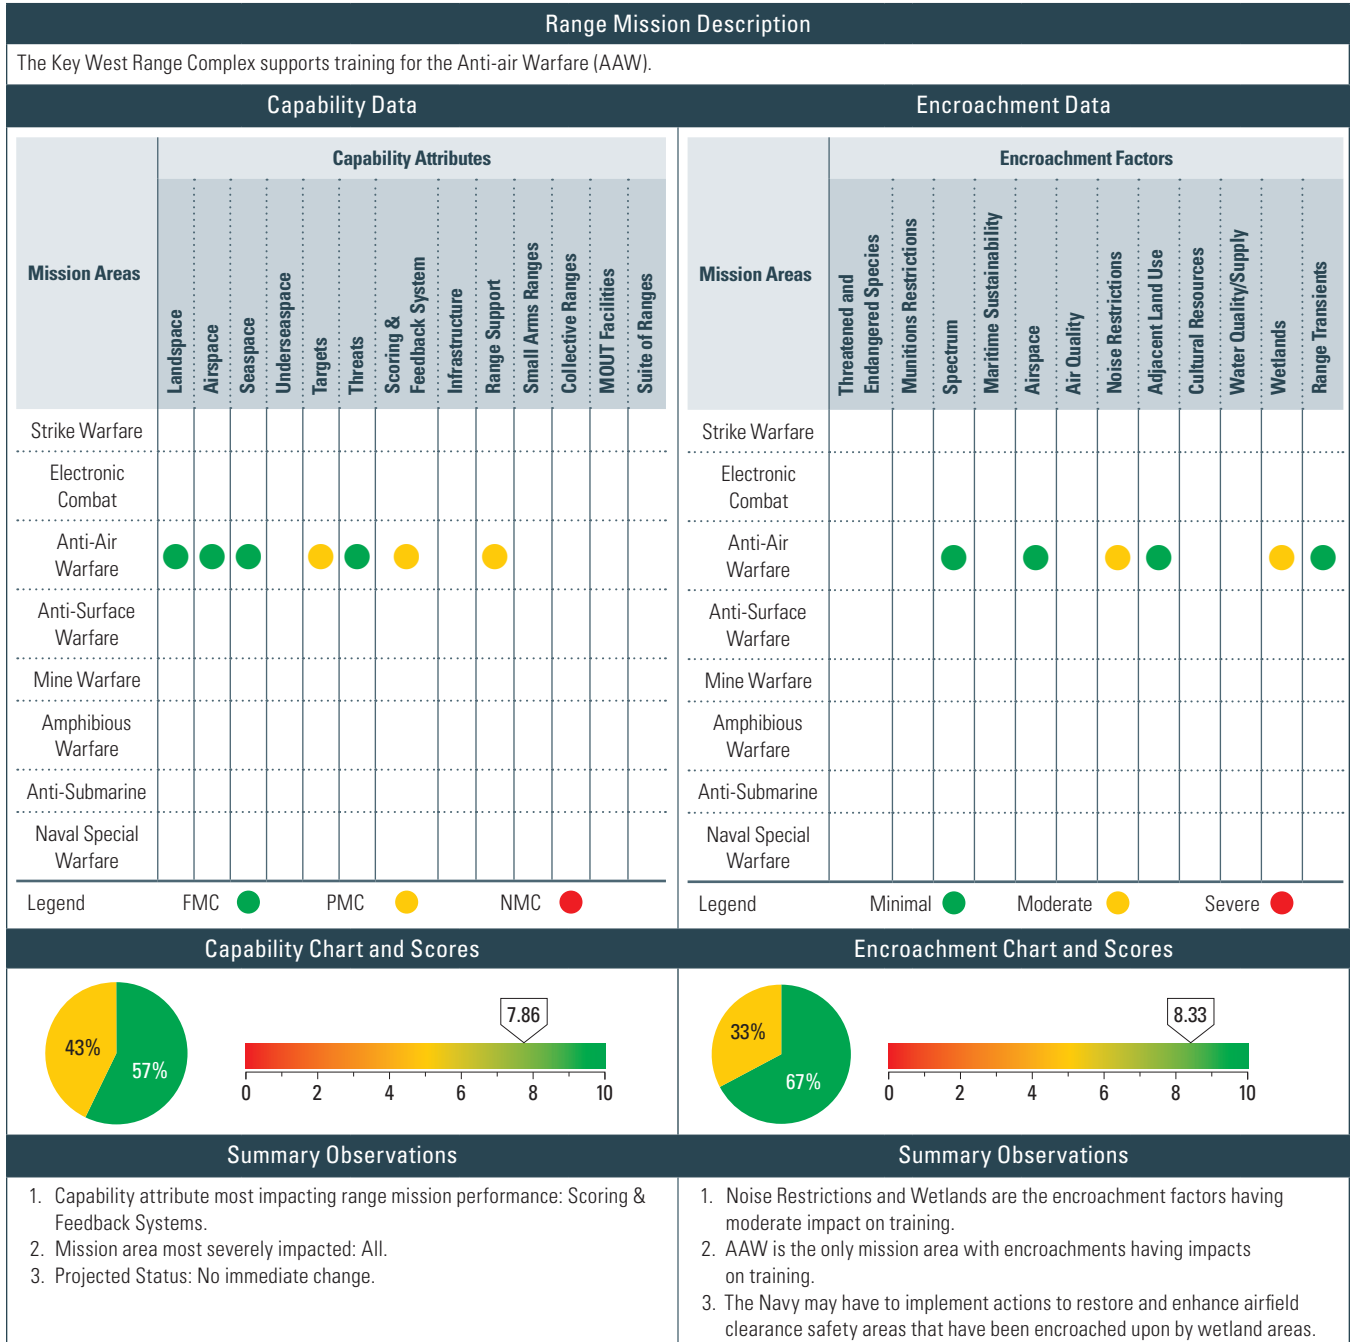 Range Mission Description
The Key West Range Complex supports training for the Anti-air Warfare (AAW).
Capability Data
Mission Areas
Capability Attributes
Landspace
Airspace
Seaspace
Underseaspace
Targets
Threats
Scoring &
Feedback System
Infrastructure
Range Support
Small Arms Ranges
Collective Ranges
MOUT Facilities
Suite of Ranges
Strike Warfare
Electronic
Combat
Anti-Air
Warfare
Anti-Surface
Warfare
Mine Warfare
Amphibious
Warfare
Anti-Submarine
Naval Special
Warfare
Legend FMC PMC NMC
Encroachment Data
Mission Areas
Encroachment Factors
Threatened and
Endangered Species
Munitions Restrictions
Spectrum
Maritime Sustainability
Airspace
Air Quality
Noise Restrictions
Adjacent Land Use
Cultural Resources
Water Quality/Supply
Wetlands
Range Transients
Strike Warfare
Electronic
Combat
Anti-Air
Warfare
Anti-Surface
Warfare
Mine Warfare
Amphibious
Warfare
Anti-Submarine
Naval Special
Warfare
Legend Minimal Moderate Severe
Capability Chart and Scores
43%
57%
7.86
0 2 4 6 8 10
Encroachment Chart and Scores
33%
67%
8.33
0 2 4 6 8 10
Summary Observations
1. Capability attribute most impacting range mission performance: Scoring &
Feedback Systems.
2. Mission area most severely impacted: All.
3. Projected Status: No immediate change.
Summary Observations
1. Noise Restrictions and Wetlands are the encroachment factors having
moderate impact on training.
2. AAW is the only mission area with encroachments having impacts
on training.
3. The Navy may have to implement actions to restore and enhance airfield
clearance safety areas that have been encroached upon by wetland areas.